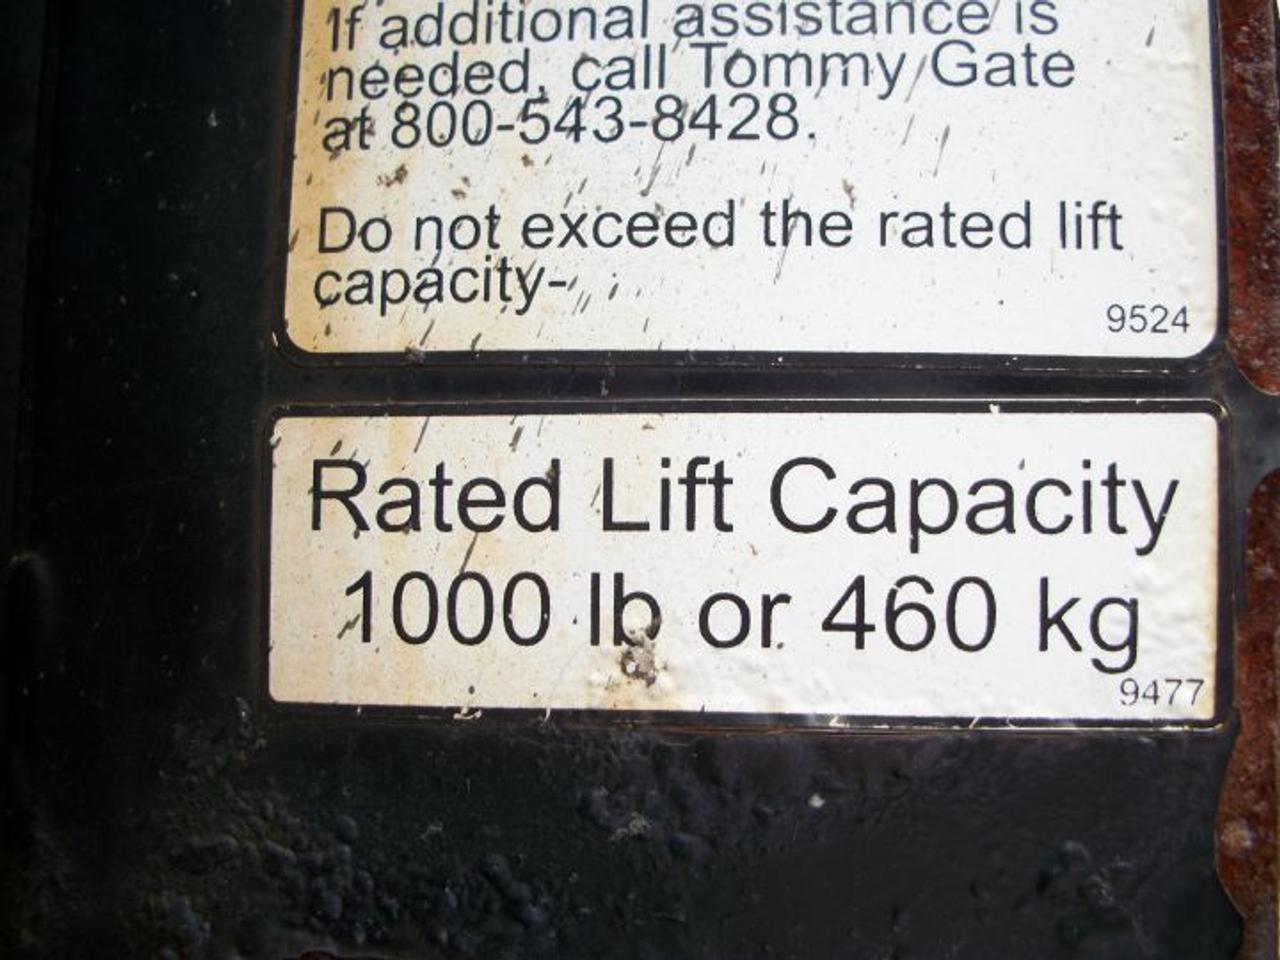 If additional assistance is
needed, call Tommy Gate
at 800-543-8428.
Do not exceed the rated lift
capacity-
9524
Rated Lift Capacity
1000 lb or 460 kg
9477